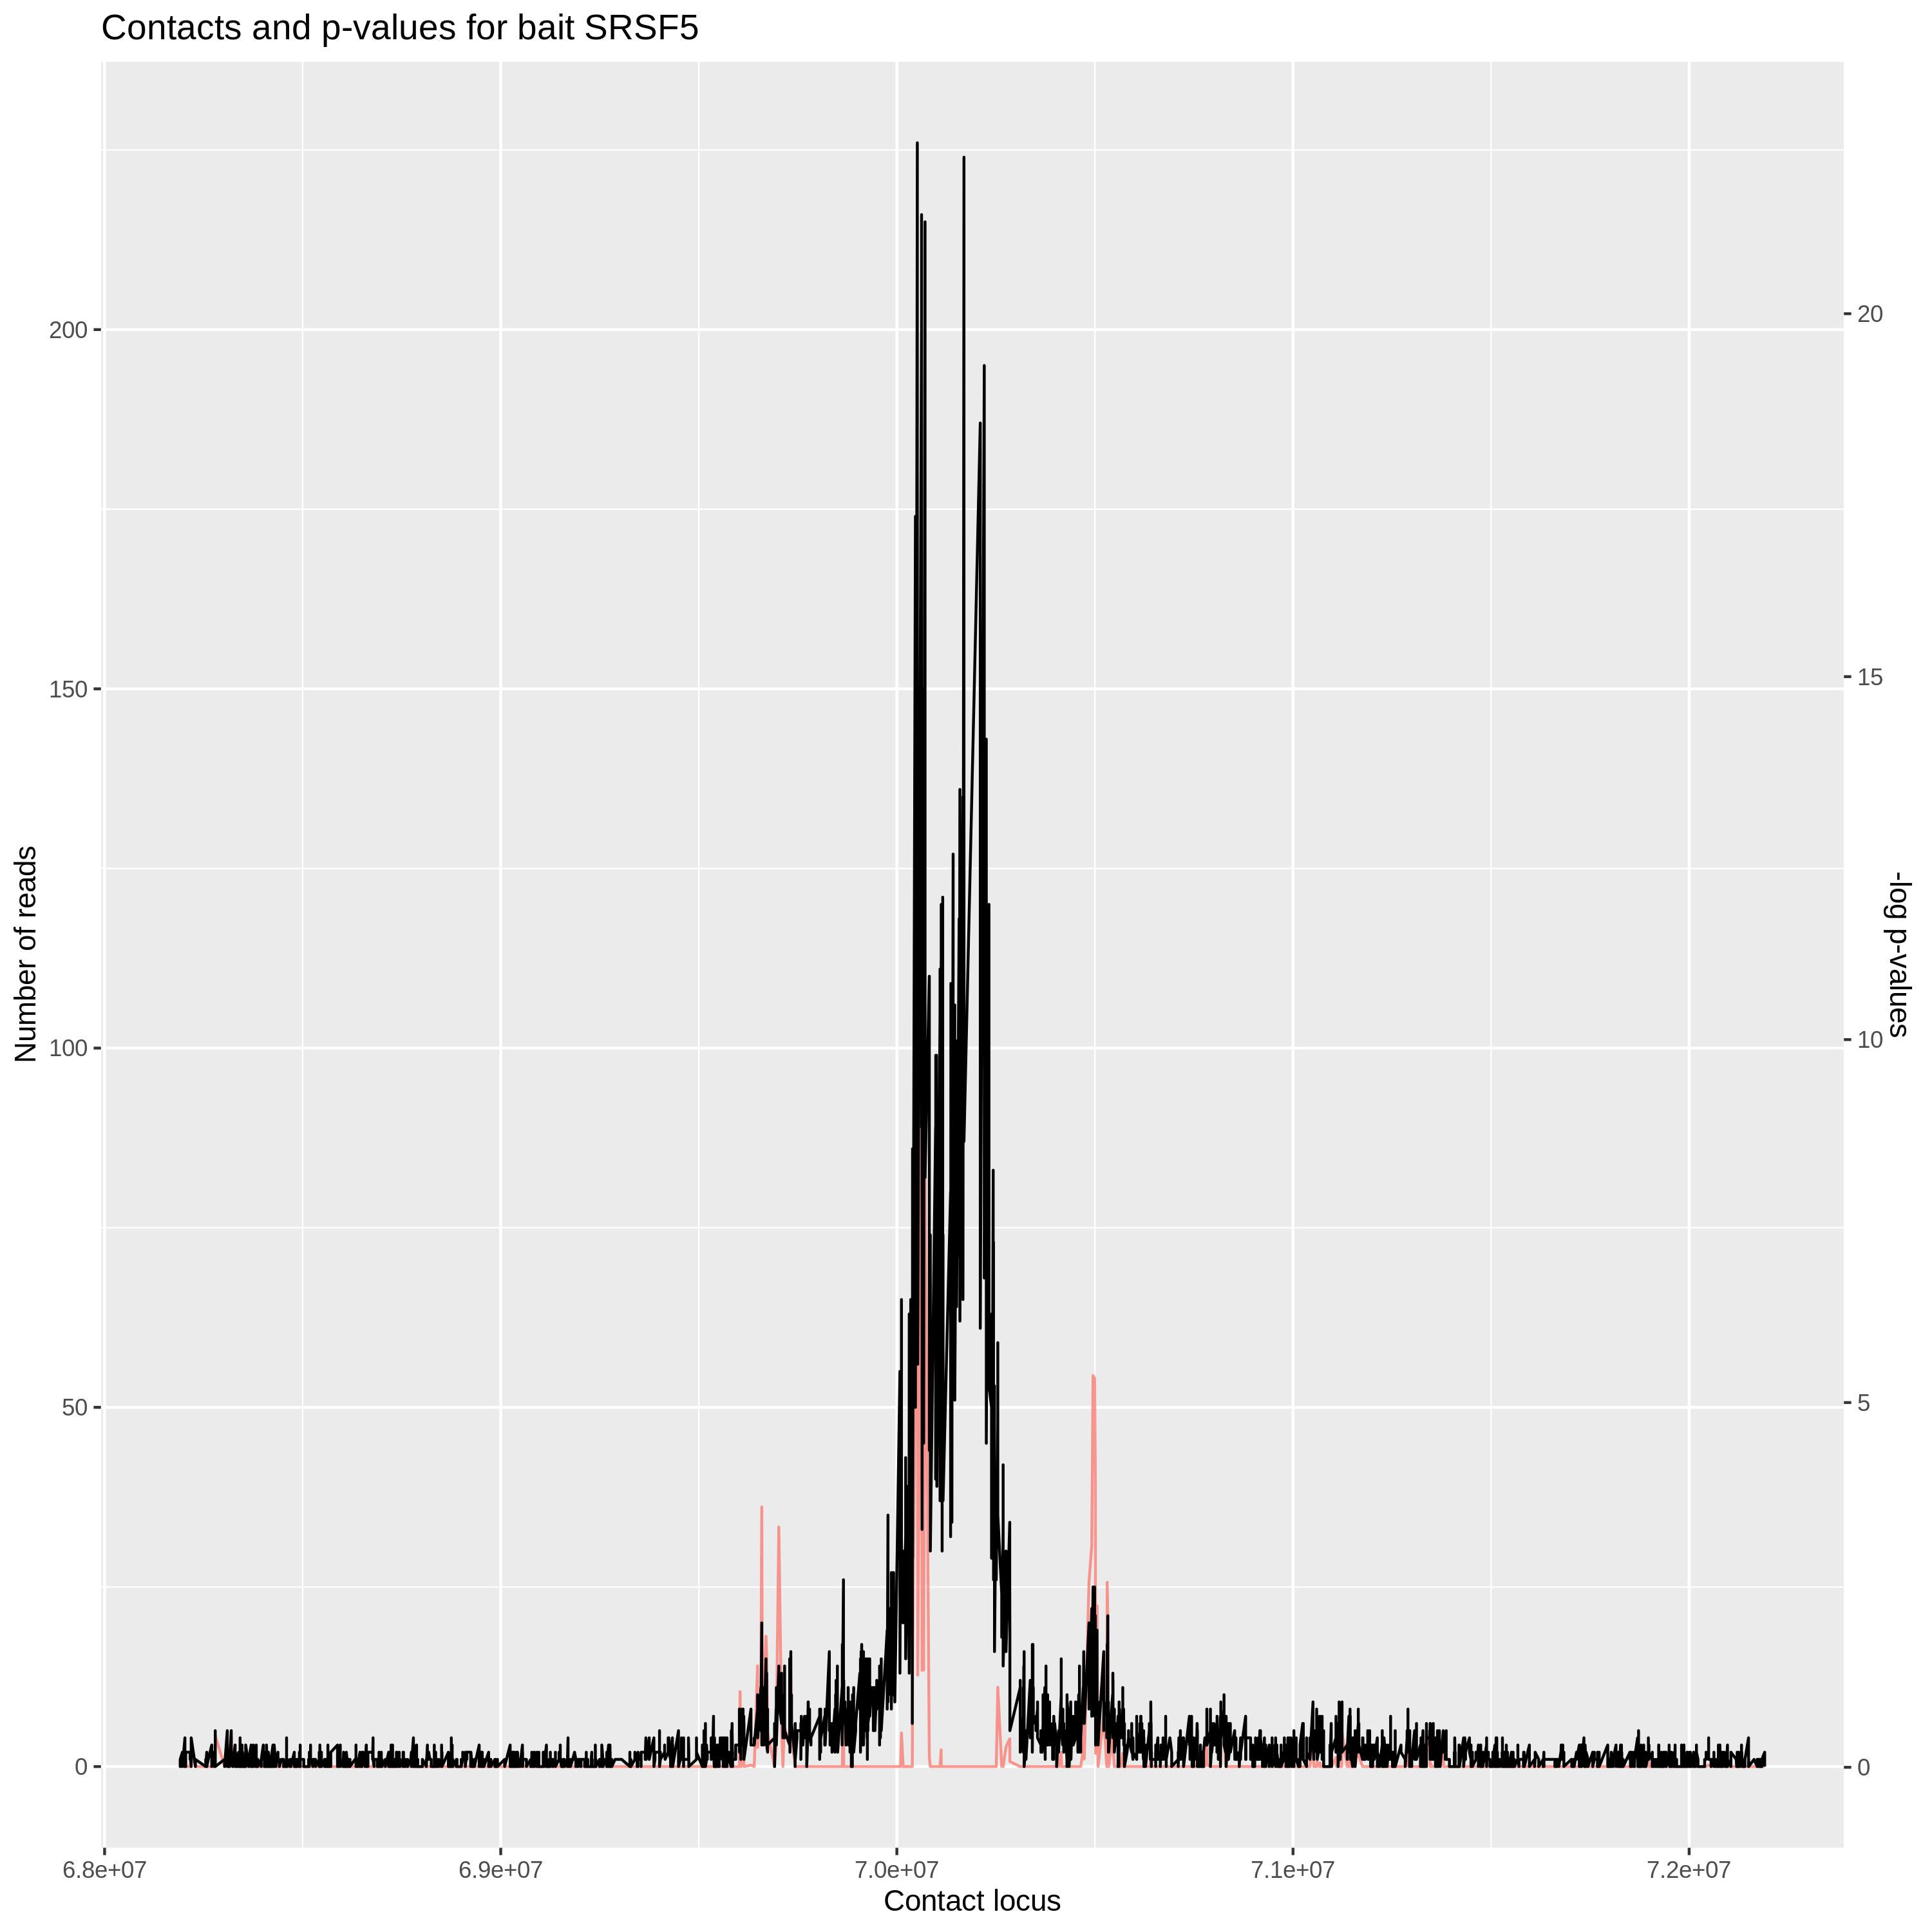 Contacts and p-values for bait SRSF5
Number of reads
200
150
100
50
0
20
15
10
5
0
-log p-values
6.8e+07 6.9e+07 7.0e+07 7.1e+07 7.2e+07
Contact locus